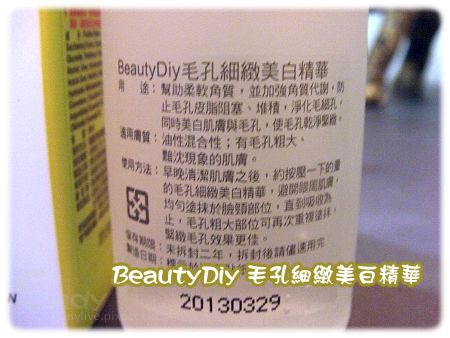 BeautyDiy毛孔細緻美白精華
用　途：幫助柔軟角質，並加強角質代謝，防
止毛孔皮脂阻塞、堆積，淨化毛細孔，
同時美白肌膚與毛孔，使毛孔乾淨緊緻。
適用膚質：油性混合性；有毛孔粗大、
黯沈現象的肌膚。
使用方法：早晚清潔肌膚之後，約按壓一下的量
的毛孔細緻美白精華，避開眼周肌膚，
均勻塗抹於臉頰部位，直到吸收為
止，毛孔粗大部位可再次重複塗抹，
緊緻毛孔效果更佳。
保存期限：未拆封二年，拆封後請儘速用完
製造日期：標示於
BeautyDiy 毛孔細緻美百精華
20130329